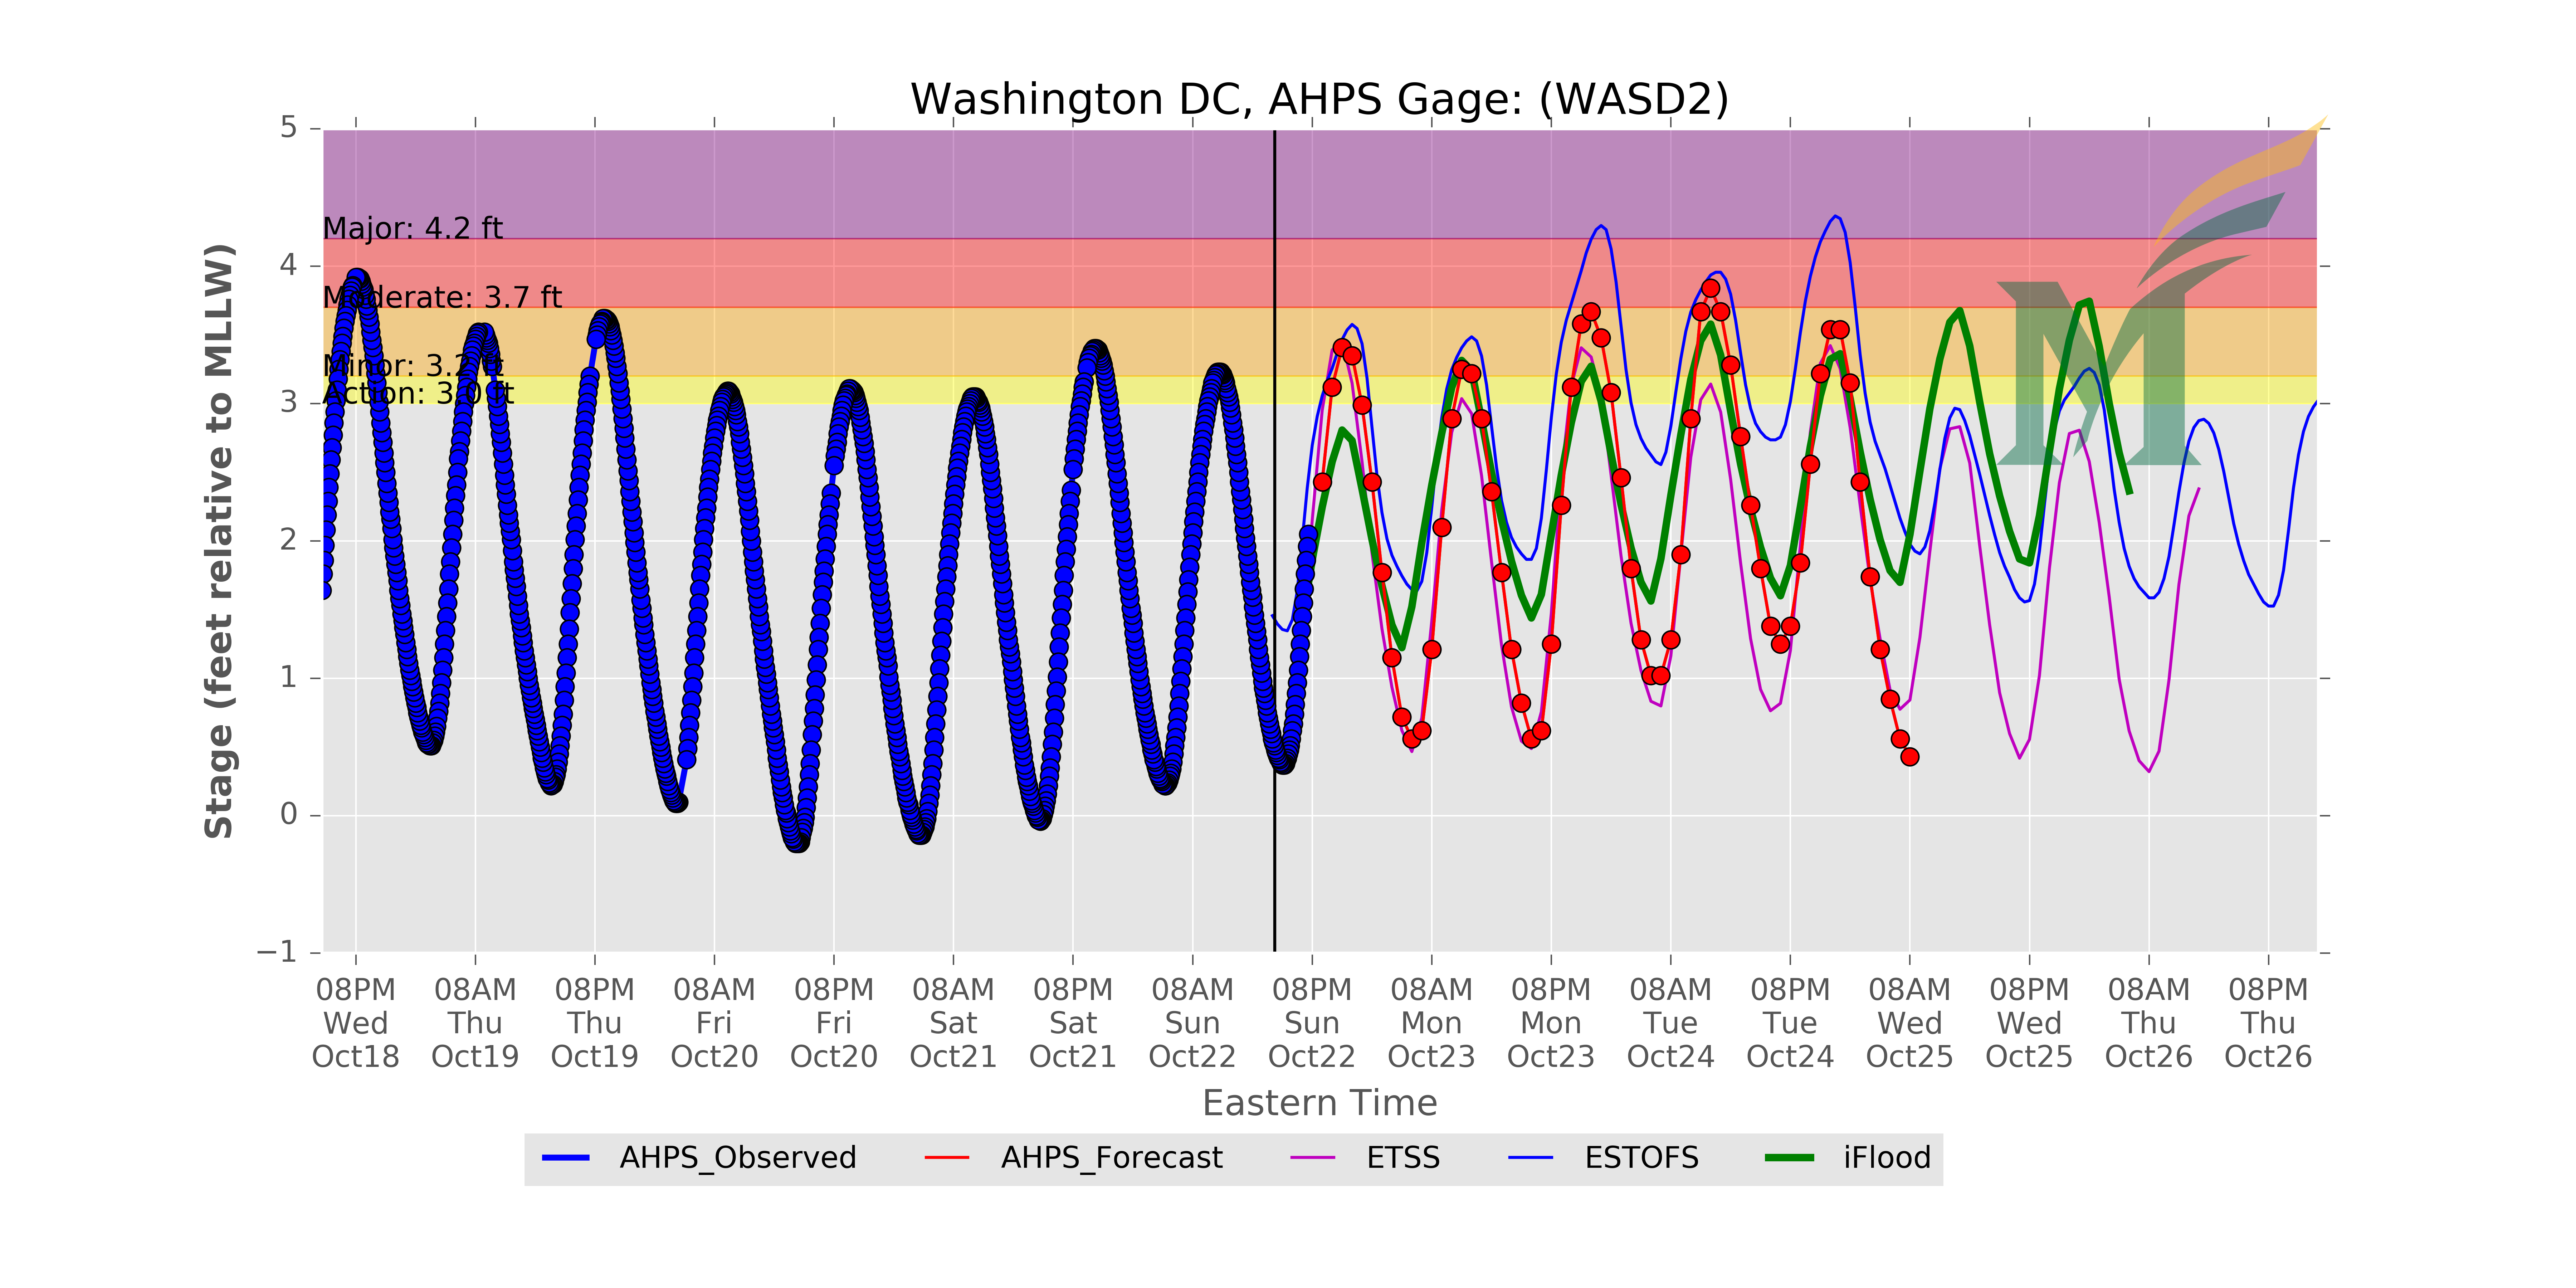 Washington DC, AHPS Gage: (WASD2)
Stage (feet relative to MLLW)
5
4
3
2
1
0
−1
Major: 4.2 ft
Moderate: 3.7 ft
Minor: 3.2 ft
Action: 3.0 ft
08PM 08AM 08PM 08AM 08PM 08AM 08PM 08AM 08PM 08AM 08PM 08AM 08PM 08AM 08PM 08AM 08PM
Wed Thu Thu Fri Fri Sat Sat Sun Sun Mon Mon Tue Tue Wed Wed Thu Thu
Oct18 Oct19 Oct19 Oct20 Oct20 Oct21 Oct21 Oct22 Oct22 Oct23 Oct23 Oct24 Oct24 Oct25 Oct25 Oct26 Oct26
Eastern Time
AHPS_Observed AHPS_Forecast ETSS ESTOFS iFlood